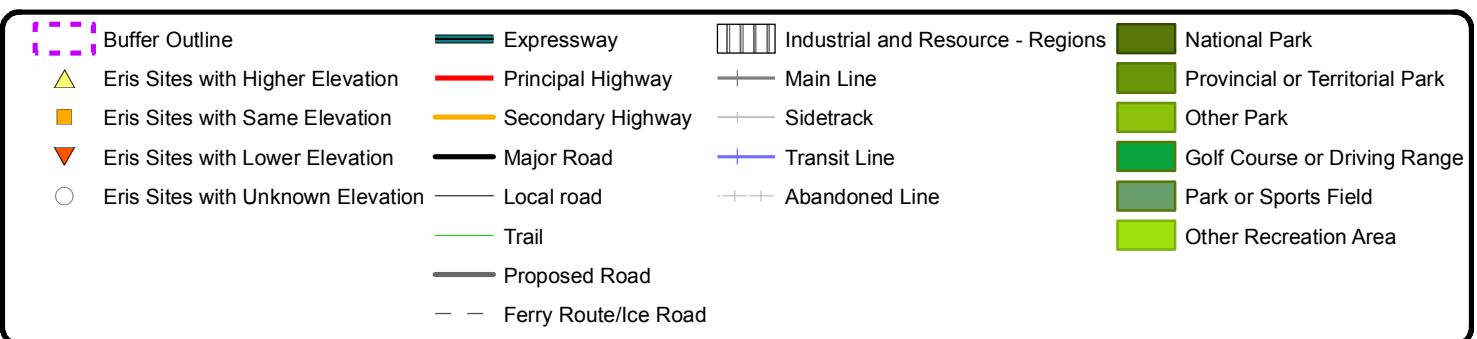 Buffer Outline
Eris Sites with Higher Elevation
Eris Sites with Same Elevation
Eris Sites with Lower Elevation
Eris Sites with Unknown Elevation
Expressway
Principal Highway
Secondary Highway
Major Road
Local road
Trail
Proposed Road
Ferry Route/Ice Road
Industrial and Resource - Regions
Main Line
Sidetrack
Transit Line
Abandoned Line
National Park
Provincial or Territorial Park
Other Park
Golf Course or Driving Range
Park or Sports Field
Other Recreation Area